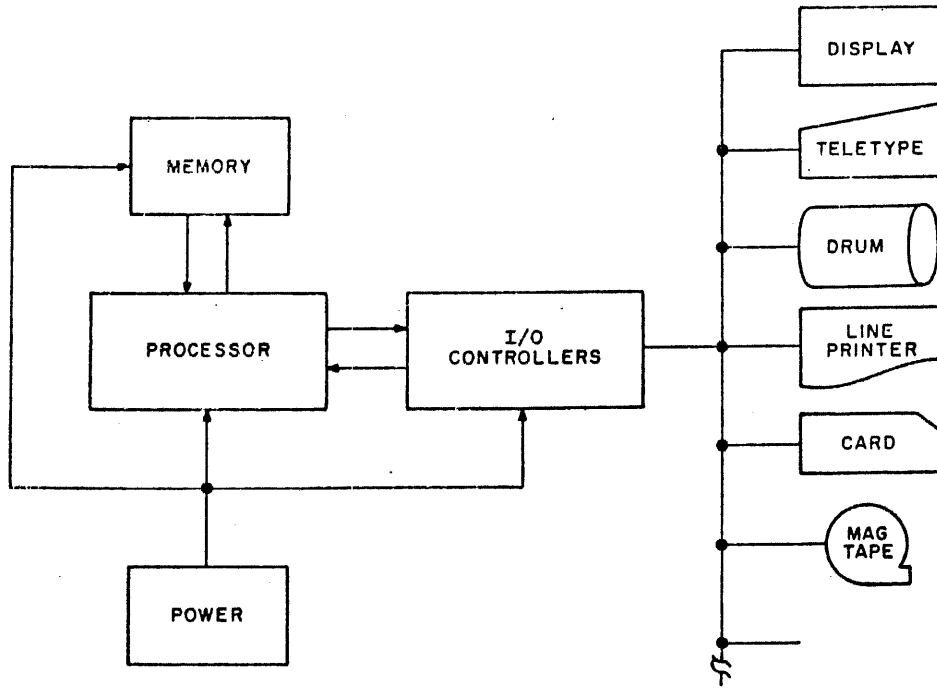 DISPLAY
TELETYPE
MEMORY
DRUM
PROCESSOR
I/O
CONTROLLERS
LINE
PRINTER
CARD
MAG
TAPE
POWER